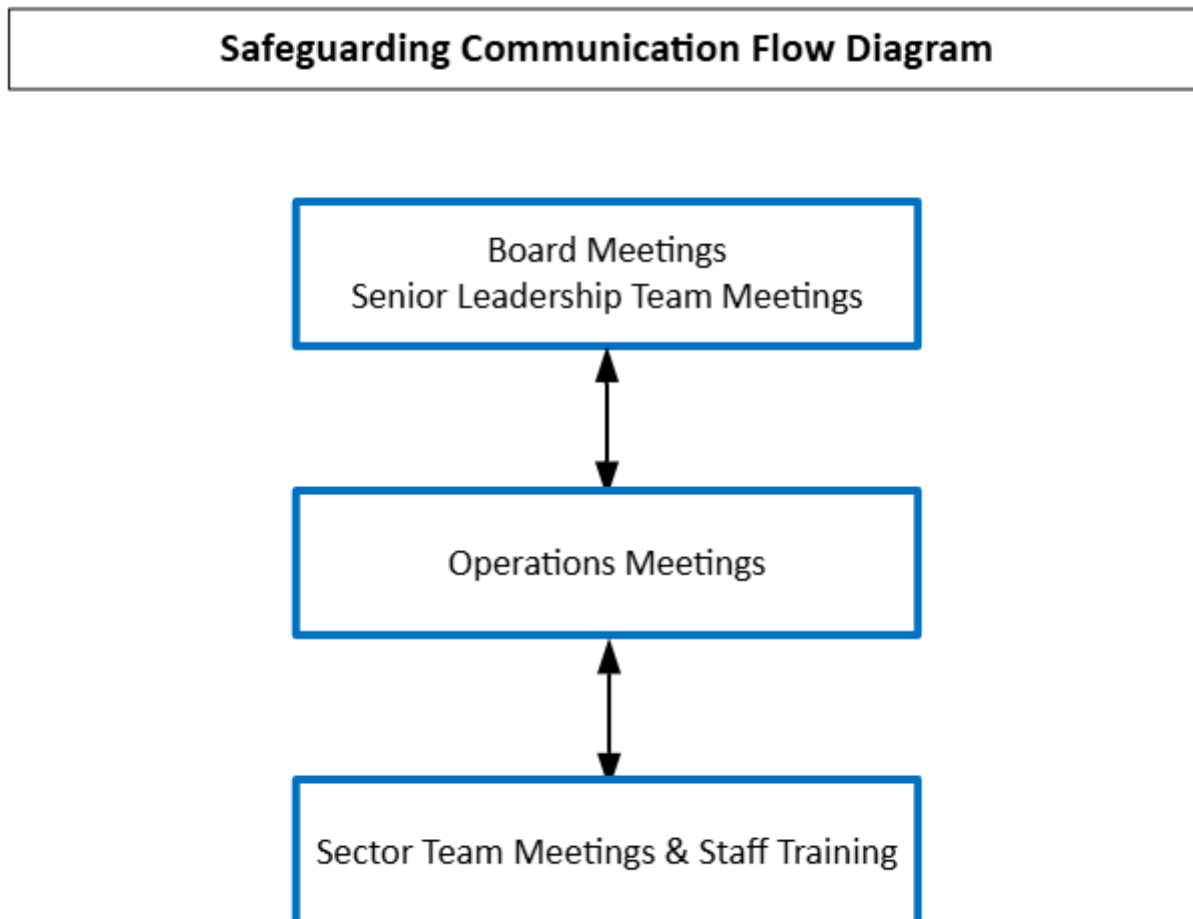 Safeguarding Communication Flow Diagram
Board Meetings
Senior Leadership Team Meetings
Operations Meetings
Sector Team Meetings & Staff Training